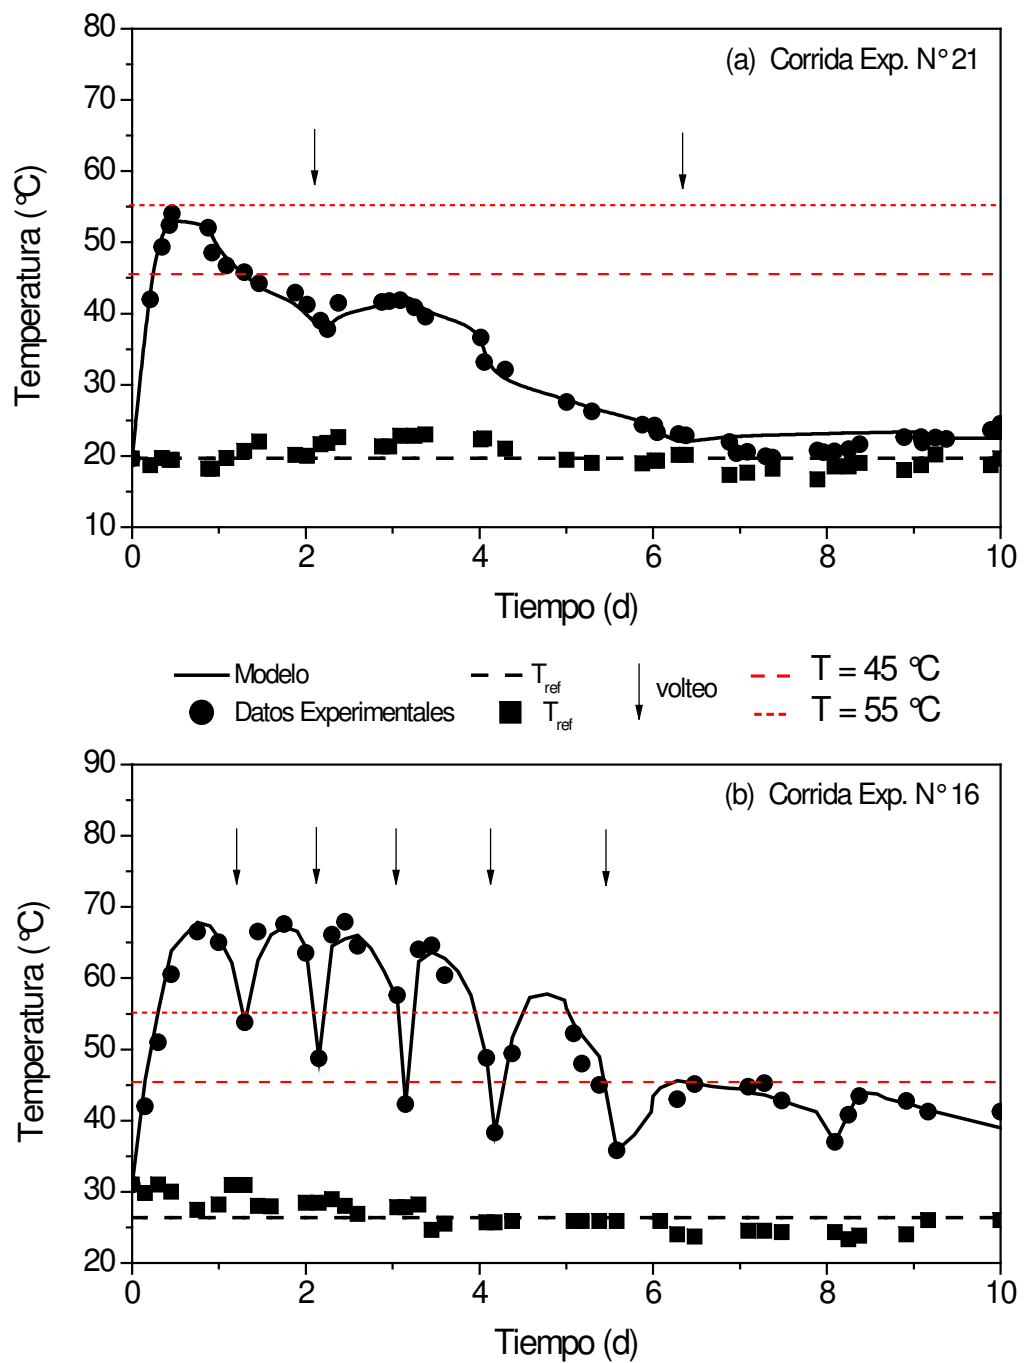 80
(a) Corrida Exp. N° 21
70
60
50
40
30
20
10
Temperatura (°C)
0 2 4 6 8 10
Tiempo (d)
Modelo
T_ref
volteo
T = 45 °C
Datos Experimentales
T_ref
T = 55 °C
90
(b) Corrida Exp. N° 16
80
70
60
50
40
30
20
Temperatura (°C)
0 2 4 6 8 10
Tiempo (d)